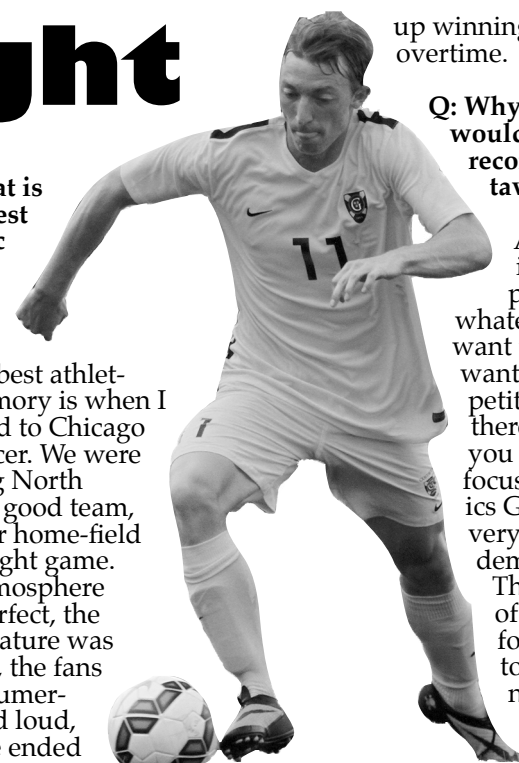 ght
at is
est
c
best athlet-
mory is when I
d to Chicago
cer. We were
g North
good team,
r home-field
ght game.
mosphere
rfect, the
ature was
, the fans
umer-
d loud,
e ended
11
1
up winning
overtime.
Q: Why
would
reco
tav
A
i
p
whate
want
want
petit
there
you
focus
ics G
very
dem
Th
of
fo
to
n